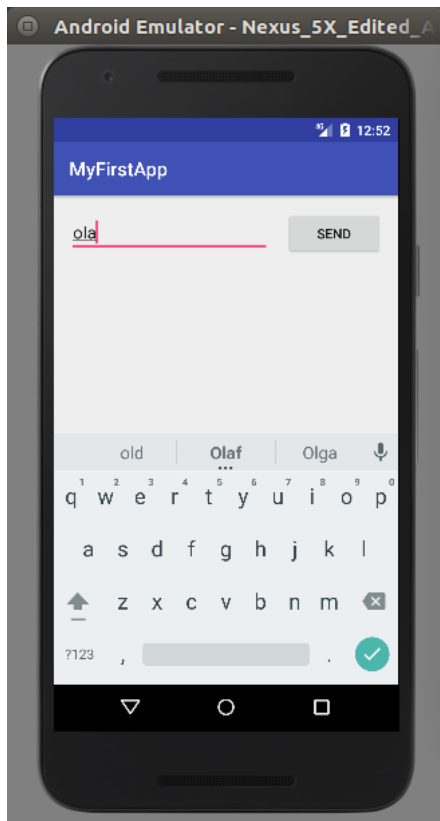 Android Emulator - Nexus_5X_Edited_A
12:52
MyFirstApp
ola SEND
old Olaf Olga
1 2 3 4 5 6 7 8 9 0
q w e r t y u i o p
a s d f g h j k l
z x c v b n m
?123 , .